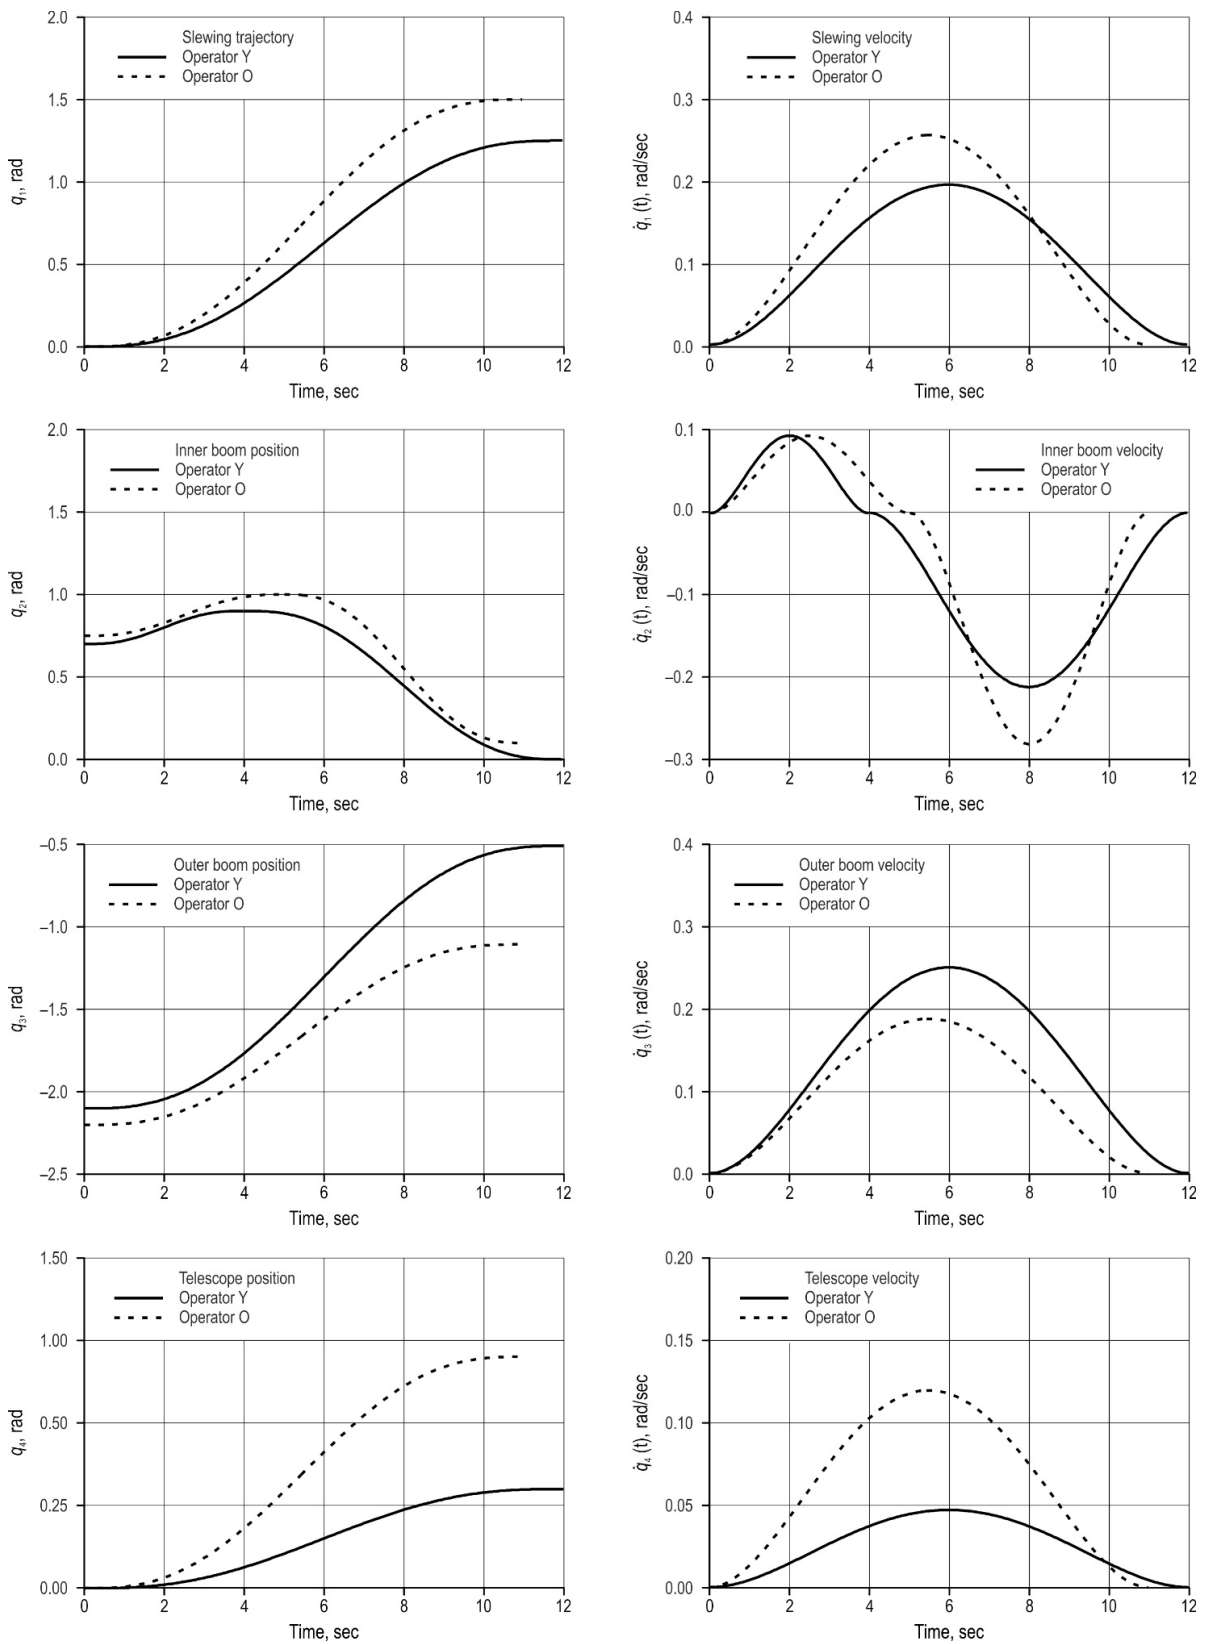 2.0
1.5
1.0
0.5
0.0
q₁, rad
Slewing trajectory
Operator Y
Operator O
0 2 4 6 8 10 12
Time, sec
0.4
0.3
0.2
0.1
0.0
q̇₁ (t), rad/sec
Slewing velocity
Operator Y
Operator O
0 2 4 6 8 10 12
Time, sec
2.0
1.5
1.0
0.5
0.0
q₂, rad
Inner boom position
Operator Y
Operator O
0 2 4 6 8 10 12
Time, sec
0.1
0.0
–0.1
–0.2
–0.3
q̇₂ (t), rad/sec
Inner boom velocity
Operator Y
Operator O
0 2 4 6 8 10 12
Time, sec
–0.5
–1.0
–1.5
–2.0
–2.5
q₃, rad
Outer boom position
Operator Y
Operator O
0 2 4 6 8 10 12
Time, sec
0.4
0.3
0.2
0.1
0.0
q̇₃ (t), rad/sec
Outer boom velocity
Operator Y
Operator O
0 2 4 6 8 10 12
Time, sec
1.50
1.00
0.50
0.25
0.00
q₄, rad
Telescope position
Operator Y
Operator O
0 2 4 6 8 10 12
Time, sec
0.20
0.15
0.10
0.05
0.00
q̇₄ (t), rad/sec
Telescope velocity
Operator Y
Operator O
0 2 4 6 8 10 12
Time, sec